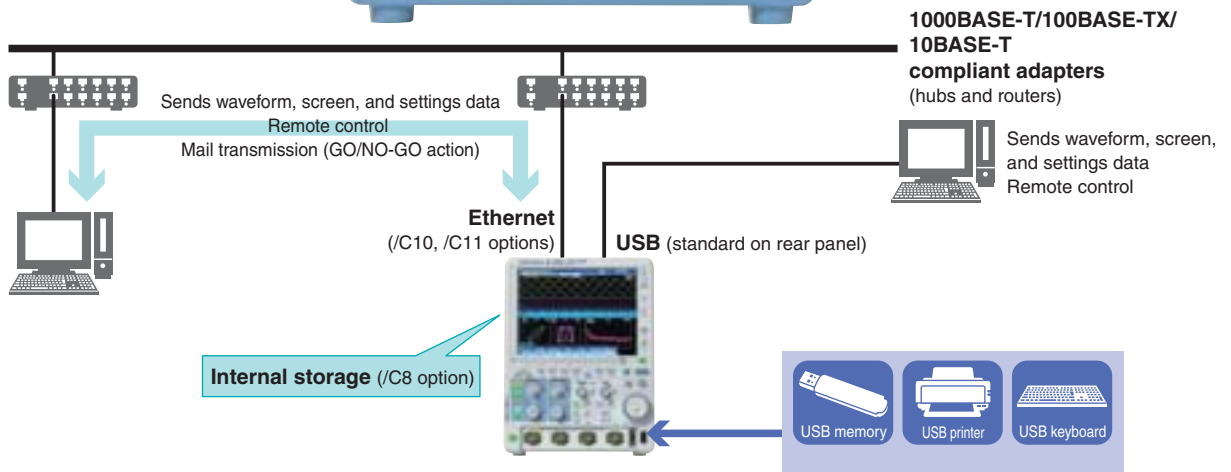 1000BASE-T/100BASE-TX/
10BASE-T
compliant adapters
(hubs and routers)
Sends waveform, screen, and settings data
Remote control
Mail transmission (GO/NO-GO action)
Sends waveform, screen,
and settings data
Remote control
Ethernet
(/C10, /C11 options)
USB (standard on rear panel)
Internal storage (/C8 option)
USB memory
USB printer
USB keyboard